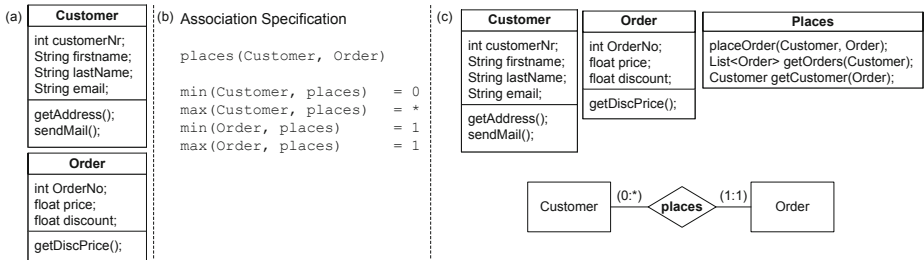 (a)
Customer
int customerNr;
String firstname;
String lastName;
String email;
getAddress();
sendMail();
Order
int OrderNo;
float price;
float discount;
getDiscPrice();
(b) Association Specification
places(Customer, Order)
min(Customer, places) = 0
max(Customer, places) = *
min(Order, places) = 1
max(Order, places) = 1
(c)
Customer
int customerNr;
String firstname;
String lastName;
String email;
getAddress();
sendMail();
Order
int OrderNo;
float price;
float discount;
getDiscPrice();
Places
placeOrder(Customer, Order);
List<Order> getOrders(Customer);
Customer getCustomer(Order);
Customer (0:*) places (1:1) Order